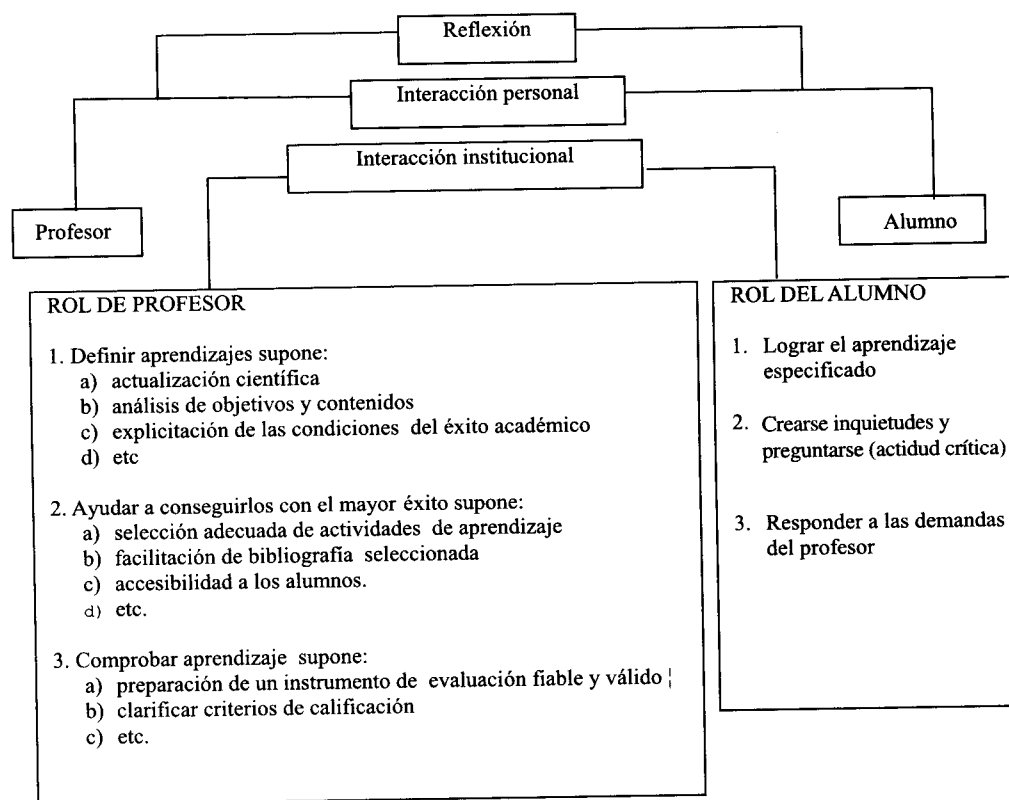 Reflexión
Interacción personal
Interacción institucional
Profesor
Alumno
ROL DE PROFESOR
1. Definir aprendizajes supone:
a) actualización científica
b) análisis de objetivos y contenidos
c) explicitación de las condiciones del éxito académico
d) etc
2. Ayudar a conseguirlos con el mayor éxito supone:
a) selección adecuada de actividades de aprendizaje
b) facilitación de bibliografía seleccionada
c) accesibilidad a los alumnos.
d) etc.
3. Comprobar aprendizaje supone:
a) preparación de un instrumento de evaluación fiable y válido
b) clarificar criterios de calificación
c) etc.
ROL DEL ALUMNO
1. Lograr el aprendizaje
especificado
2. Crearse inquietudes y
preguntarse (actidud crítica)
3. Responder a las demandas
del profesor